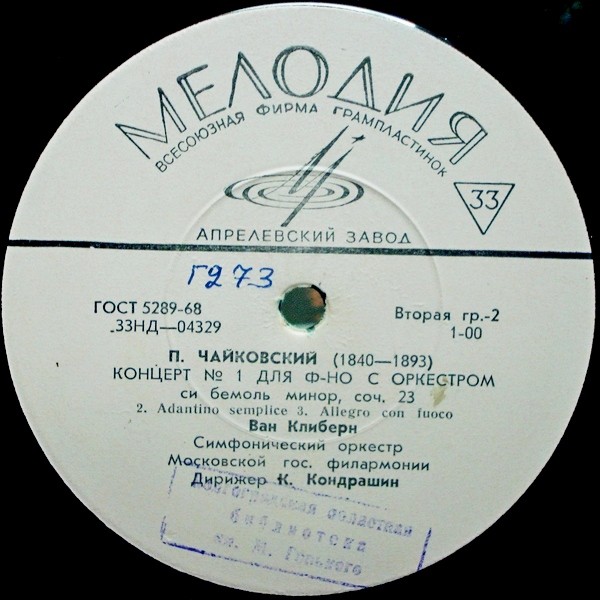 МЕЛОДИЯ
ВСЕСОЮЗНАЯ ФИРМА ГРАМПЛАСТИНОК
33
АПРЕЛЕВСКИЙ ЗАВОД
Г273
ГОСТ 5289-68
33НД—04329
Вторая гр.-2
1-00
П. ЧАЙКОВСКИЙ (1840—1893)
КОНЦЕРТ № 1 ДЛЯ Ф-НО С ОРКЕСТРОМ
си бемоль минор, соч. 23
2. Adantino semplice 3. Allegro con fuoco
Ван Клиберн
Симфонический оркестр
Московской гос. филармонии
Дирижер К. Кондрашин
областная
библиотека
им. М. Горького